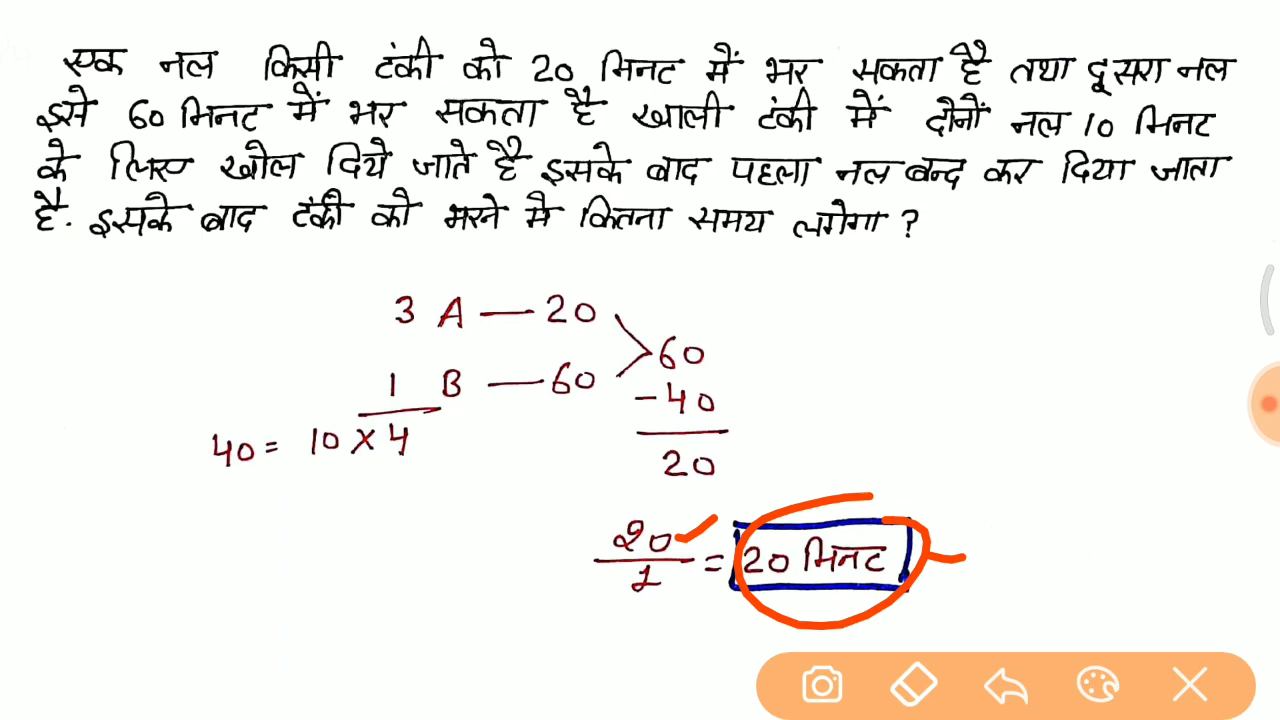 एक नल किसी टंकी को 20 मिनट में भर सकता है तथा दूसरा नल
इसे 60 मिनट में भर सकता है खाली टंकी में दोनों नल 10 मिनट
के लिए खोल दिये जाते है इसके बाद पहला नल बन्द कर दिया जाता
है. इसके बाद टंकी को भरने मे कितना समय लगेगा ?
3 A — 20
60
1 B — 60
- 40
40 = 10 X 4
20
20/1 = 20 मिनट